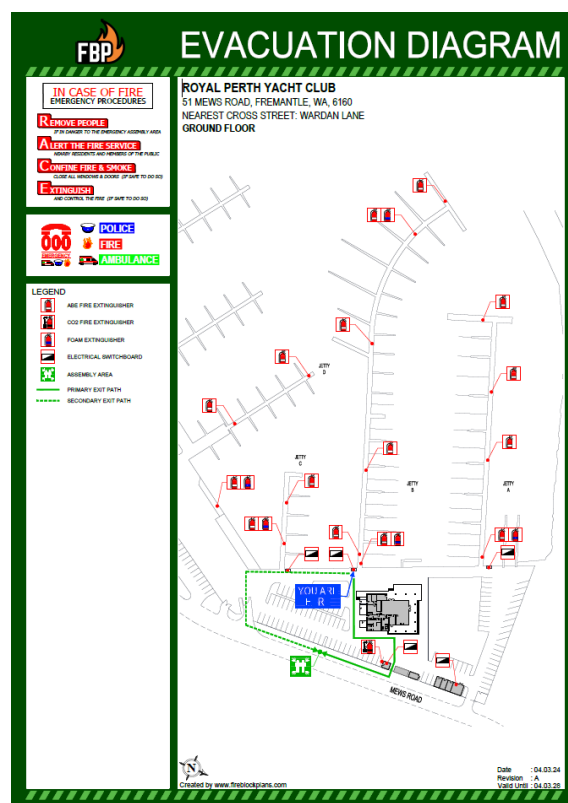 FBP
EVACUATION DIAGRAM
IN CASE OF FIRE
EMERGENCY PROCEDURES
REMOVE PEOPLE
IF IN DANGER TO THE EMERGENCY ASSEMBLY AREA
ALERT THE FIRE SERVICE
NEARBY RESIDENTS AND MEMBERS OF THE PUBLIC
CONFINE FIRE & SMOKE
CLOSE ALL WINDOWS & DOORS (IF SAFE TO DO SO)
EXTINGUISH
AND CONTROL THE FIRE (IF SAFE TO DO SO)
000
EMERGENCY
POLICE
FIRE
AMBULANCE
LEGEND
ABE FIRE EXTINGUISHER
CO2 FIRE EXTINGUISHER
FOAM EXTINGUISHER
ELECTRICAL SWITCHBOARD
ASSEMBLY AREA
PRIMARY EXIT PATH
SECONDARY EXIT PATH
ROYAL PERTH YACHT CLUB
51 MEWS ROAD, FREMANTLE, WA, 6160
NEAREST CROSS STREET: WARDAN LANE
GROUND FLOOR
JETTY
D
JETTY
C
JETTY
B
JETTY
A
YOU ARE
H R
MEWS ROAD
Created by www.fireblockplans.com
Date : 04.03.24
Revision : A
Valid Until : 04.03.29